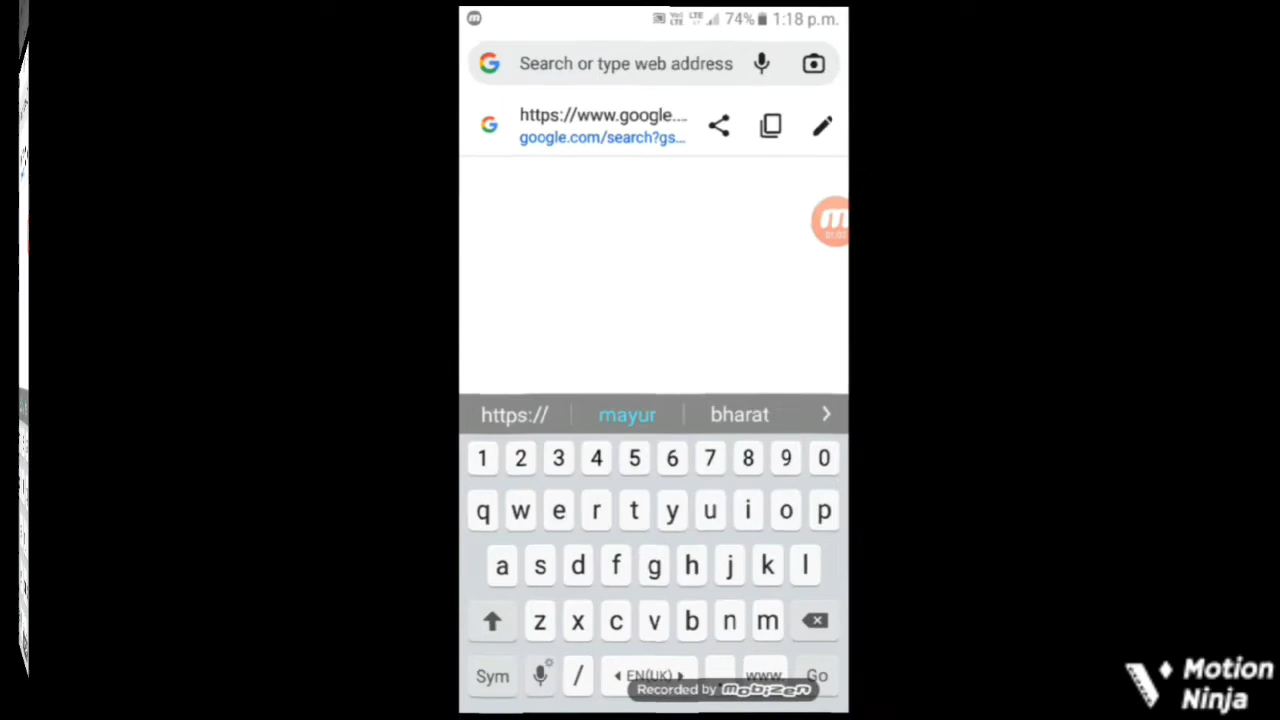 74% 1:18 p.m.
Search or type web address
https://www.google....
google.com/search?gs...
https:// mayur bharat
1 2 3 4 5 6 7 8 9 0
q w e r t y u i o p
a s d f g h j k l
z x c v b n m
Sym / EN(UK) www. Go
Recorded by mobizen
Motion
Ninja